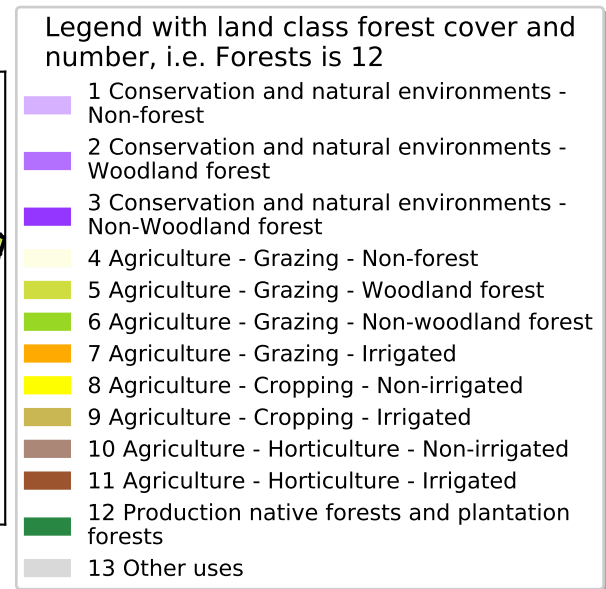 Legend with land class forest cover and
number, i.e. Forests is 12
1 Conservation and natural environments -
Non-forest
2 Conservation and natural environments -
Woodland forest
3 Conservation and natural environments -
Non-Woodland forest
4 Agriculture - Grazing - Non-forest
5 Agriculture - Grazing - Woodland forest
6 Agriculture - Grazing - Non-woodland forest
7 Agriculture - Grazing - Irrigated
8 Agriculture - Cropping - Non-irrigated
9 Agriculture - Cropping - Irrigated
10 Agriculture - Horticulture - Non-irrigated
11 Agriculture - Horticulture - Irrigated
12 Production native forests and plantation
forests
13 Other uses